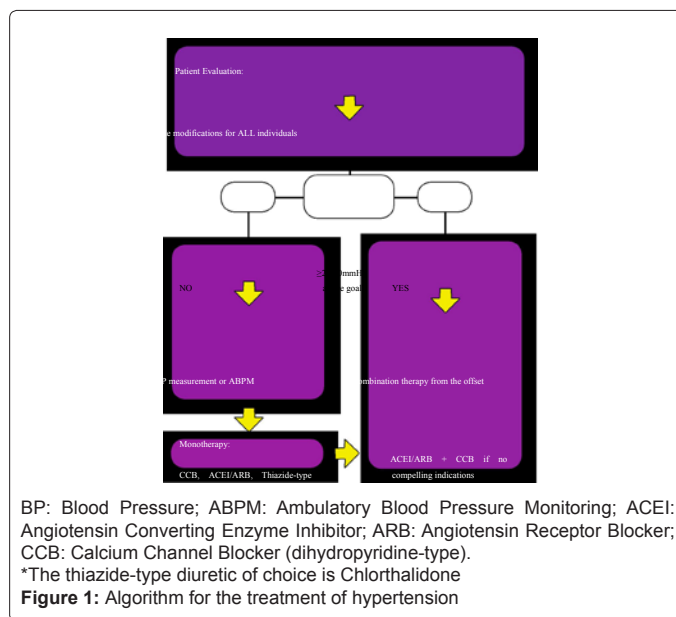 Patient Evaluation:
e modifications for ALL individuals
NO
YES
P measurement or ABPM
ombination therapy from the offset
Monotherapy:
CCB, ACEI/ARB, Thiazide-type
ACEI/ARB + CCB if no
compelling indications
BP: Blood Pressure; ABPM: Ambulatory Blood Pressure Monitoring; ACEI:
Angiotensin Converting Enzyme Inhibitor; ARB: Angiotensin Receptor Blocker;
CCB: Calcium Channel Blocker (dihydropyridine-type).
*The thiazide-type diuretic of choice is Chlorthalidone
Figure 1: Algorithm for the treatment of hypertension